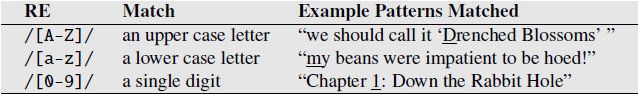 RE Match Example Patterns Matched
/[A-Z]/ an upper case letter “we should call it ‘Drenched Blossoms’ ”
/[a-z]/ a lower case letter “my beans were impatient to be hoed!”
/[0-9]/ a single digit “Chapter 1: Down the Rabbit Hole”